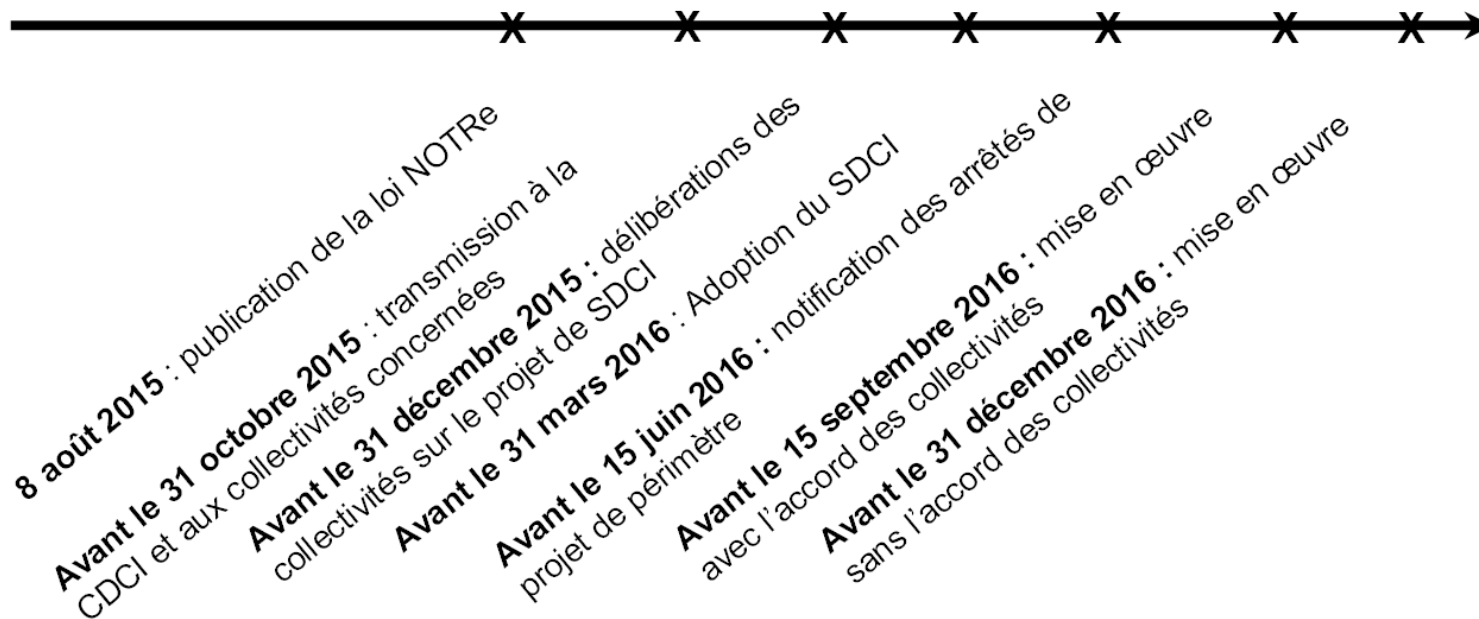 8 août 2015 : publication de la loi NOTRe
Avant le 31 octobre 2015 : transmission à la
CDCI et aux collectivités concernées
Avant le 31 décembre 2015 : délibérations des
collectivités sur le projet de SDCI
Avant le 31 mars 2016 : Adoption du SDCI
Avant le 15 juin 2016 : notification des arrêtés de
projet de périmètre
Avant le 15 septembre 2016 : mise en œuvre
avec l'accord des collectivités
Avant le 31 décembre 2016 : mise en œuvre
sans l'accord des collectivités